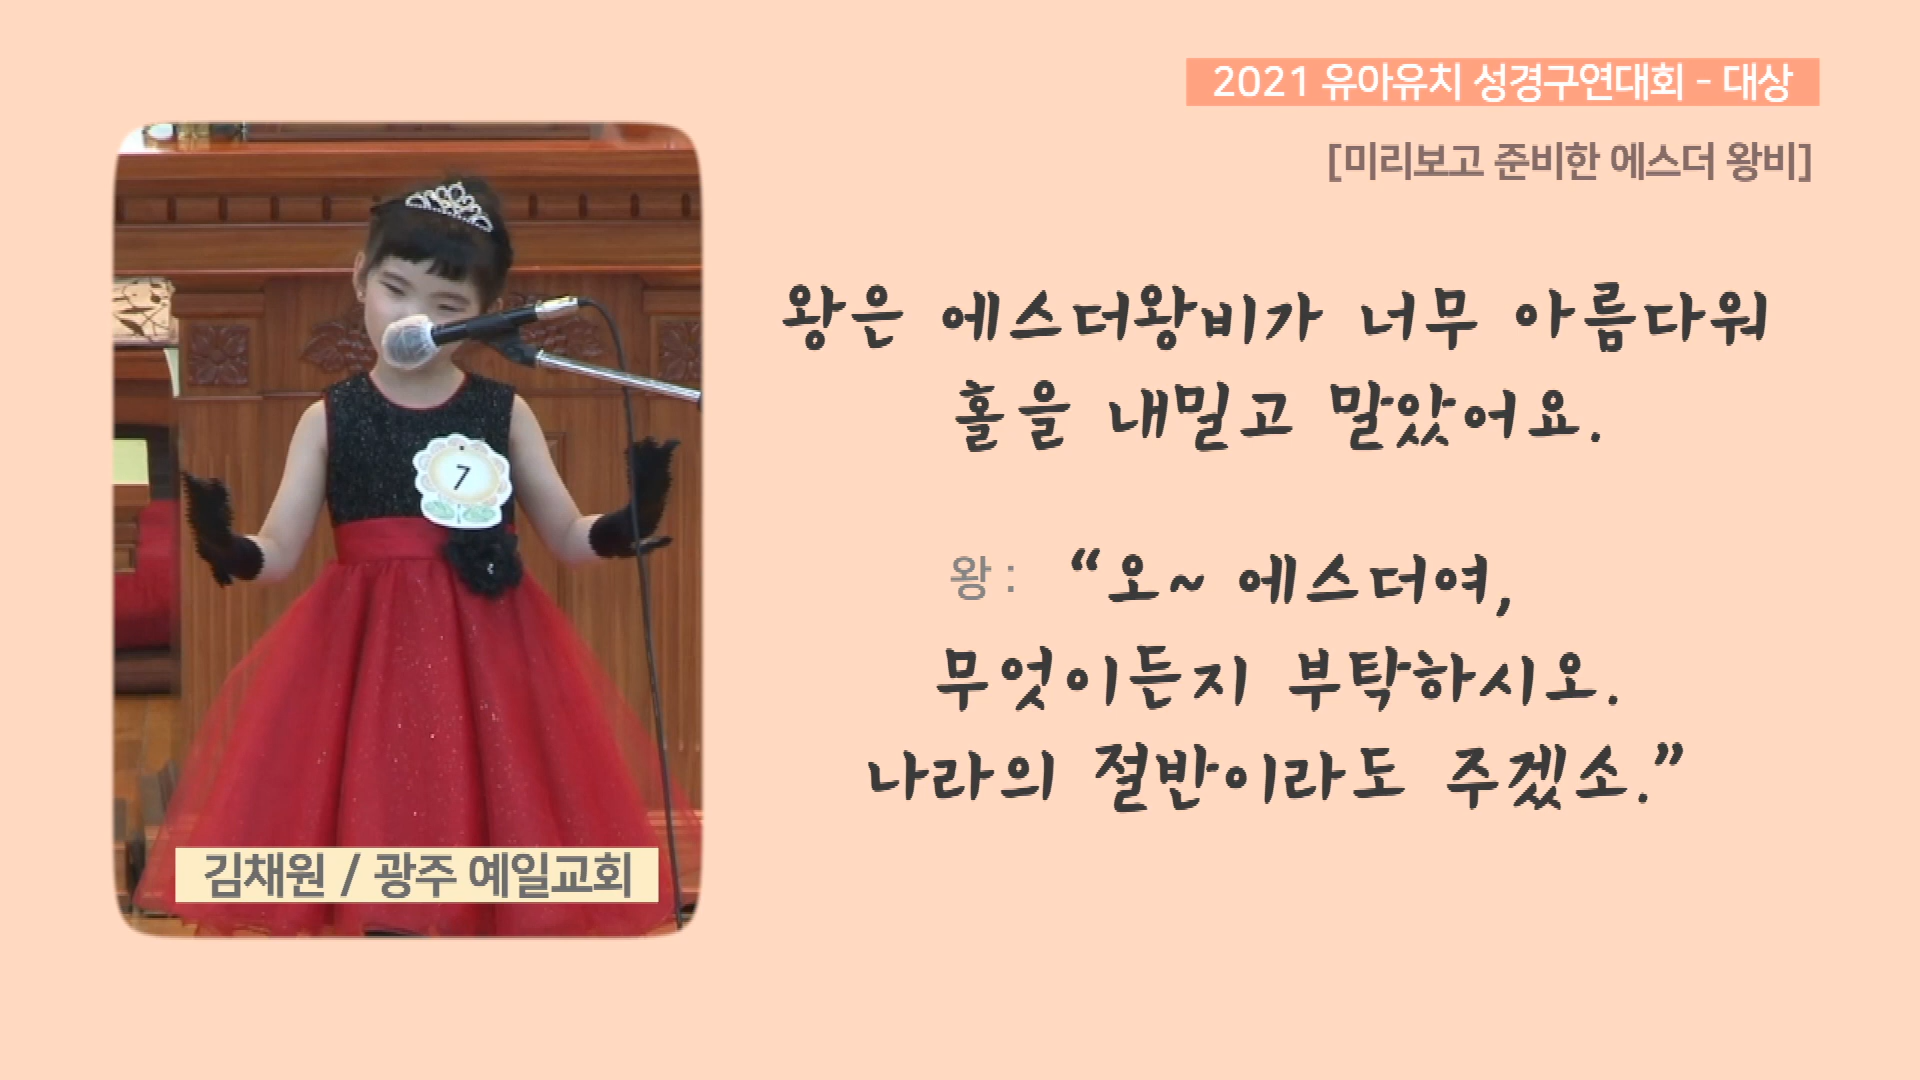 2021 유아유치 성경구연대회 - 대상
[미리보고 준비한 에스더 왕비]
왕은 에스더왕비가 너무 아름다워
홀을 내밀고 말았어요.
왕 : “오~ 에스더여,
무엇이든지 부탁하시오.
나라의 절반이라도 주겠소.”
7
김채원 / 광주 예일교회